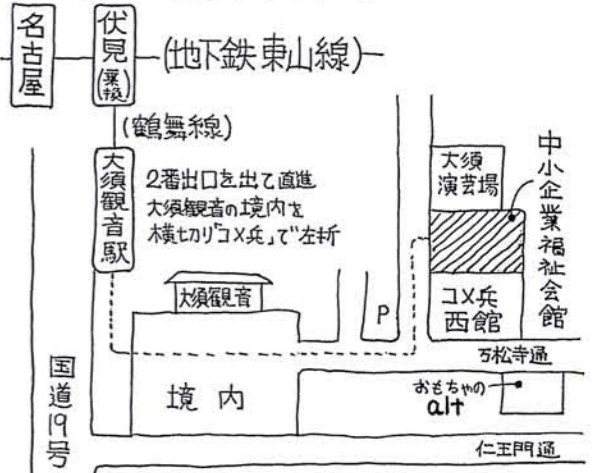 名古屋
伏見
(乗換)
(地下鉄東山線)
(鶴舞線)
大須観音駅
2番出口を出て直進
大須観音の境内を
横切り「コメ兵」で左折
大須
演芸場
中小企業福祉会館
コメ兵
西館
大須観音
P
万松寺通
境内
おもちゃの
alt
国道19号
仁王門通